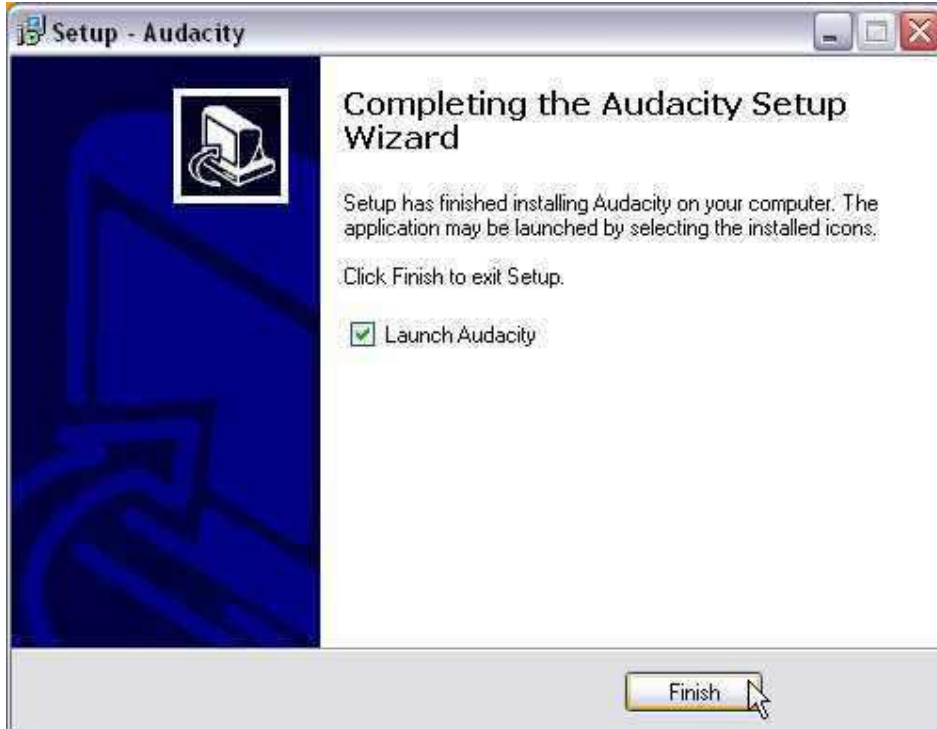 Setup - Audacity
Completing the Audacity Setup
Wizard
Setup has finished installing Audacity on your computer. The
application may be launched by selecting the installed icons.
Click Finish to exit Setup.
Launch Audacity
Finish